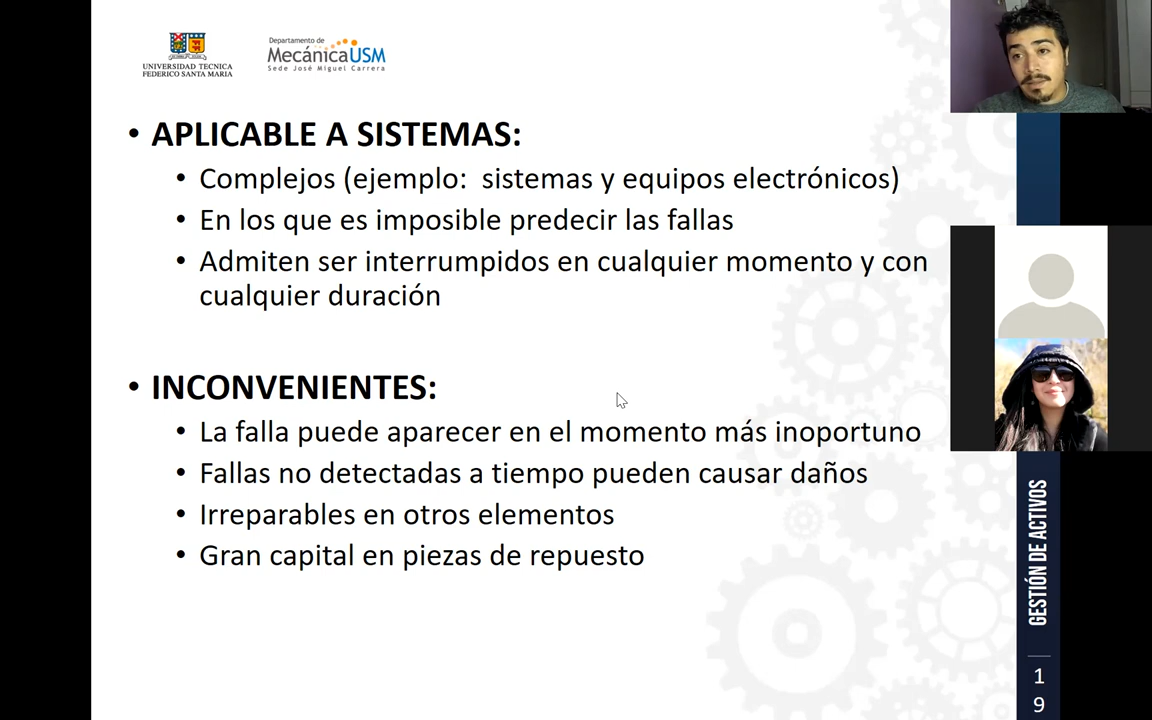 UNIVERSIDAD TECNICA
FEDERICO SANTA MARIA
Departamento de
MecánicaUSM
Sede José Miguel Carrera
• APLICABLE A SISTEMAS:
• Complejos (ejemplo: sistemas y equipos electrónicos)
• En los que es imposible predecir las fallas
• Admiten ser interrumpidos en cualquier momento y con
cualquier duración
• INCONVENIENTES:
• La falla puede aparecer en el momento más inoportuno
• Fallas no detectadas a tiempo pueden causar daños
• Irreparables en otros elementos
• Gran capital en piezas de repuesto
GESTIÓN DE ACTIVOS
1
9